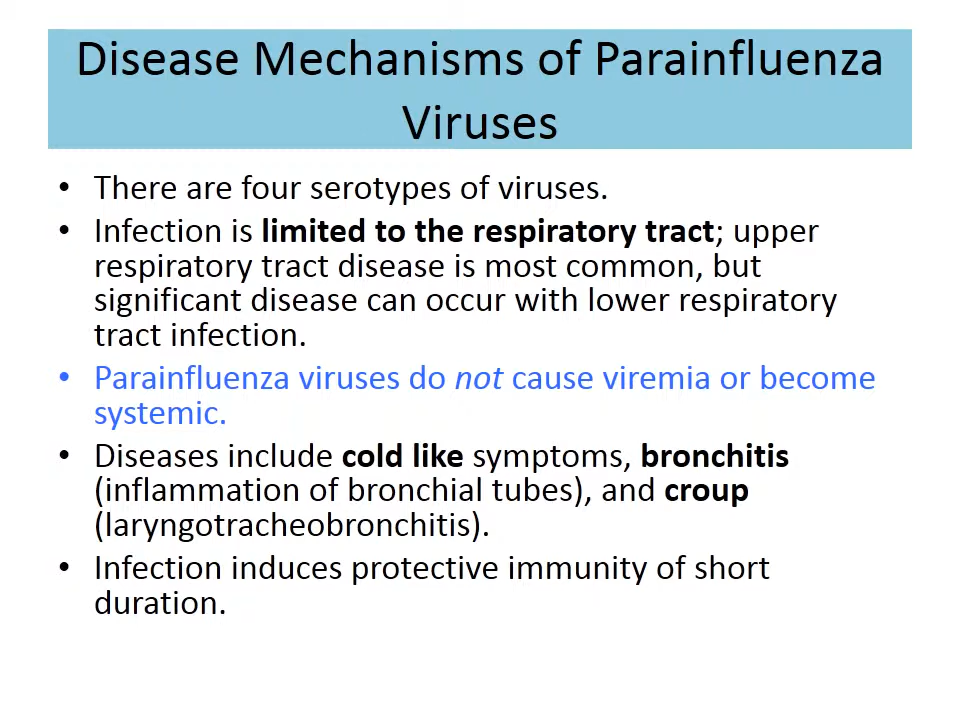 Disease Mechanisms of Parainfluenza
Viruses
• There are four serotypes of viruses.
• Infection is limited to the respiratory tract; upper
respiratory tract disease is most common, but
significant disease can occur with lower respiratory
tract infection.
• Parainfluenza viruses do not cause viremia or become
systemic.
• Diseases include cold like symptoms, bronchitis
(inflammation of bronchial tubes), and croup
(laryngotracheobronchitis).
• Infection induces protective immunity of short
duration.